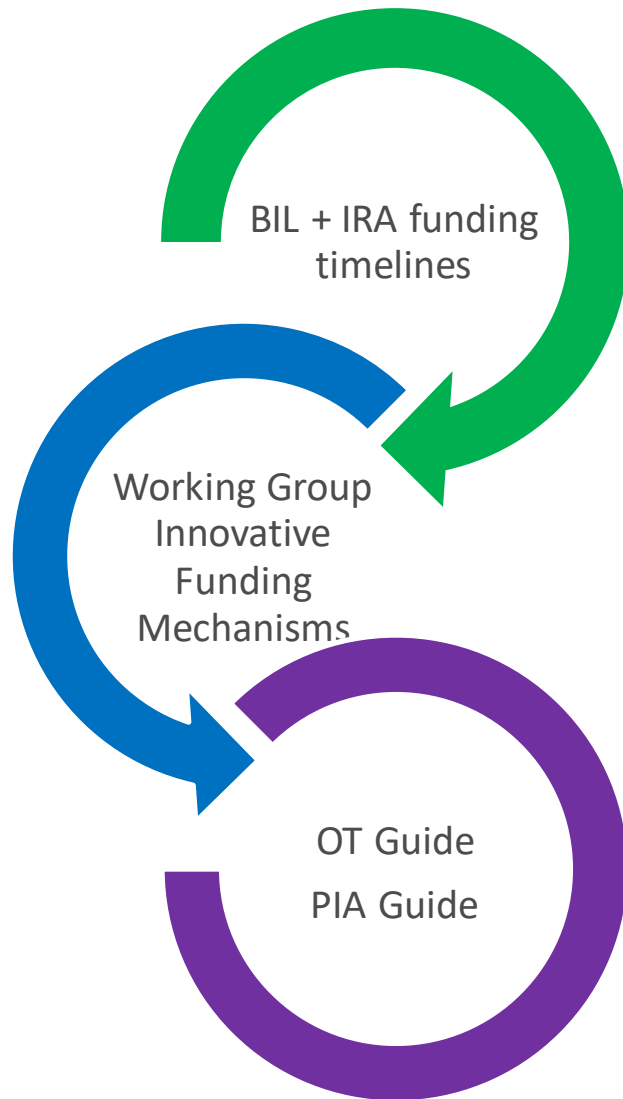 BIL + IRA funding
timelines
Working Group
Innovative
Funding
Mechanisms
OT Guide
PIA Guide